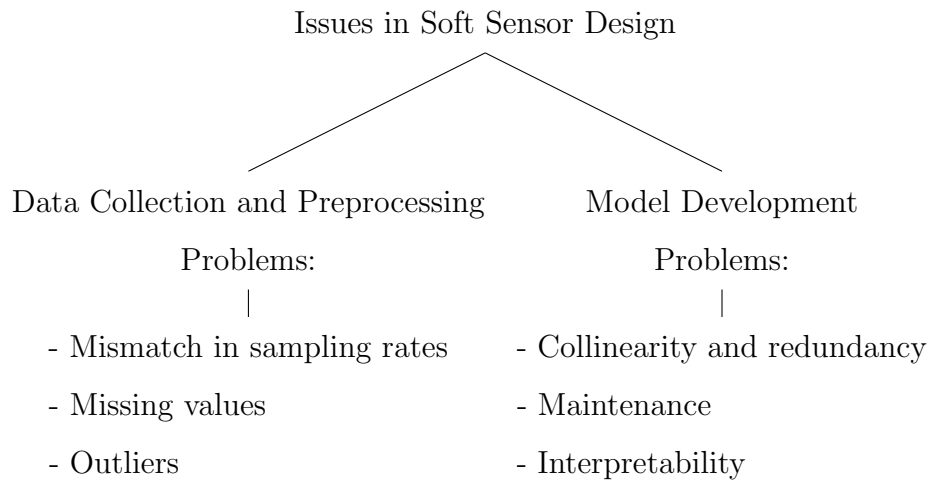 Issues in Soft Sensor Design
Data Collection and Preprocessing
Problems:
- Mismatch in sampling rates
- Missing values
- Outliers
Model Development
Problems:
- Collinearity and redundancy
- Maintenance
- Interpretability